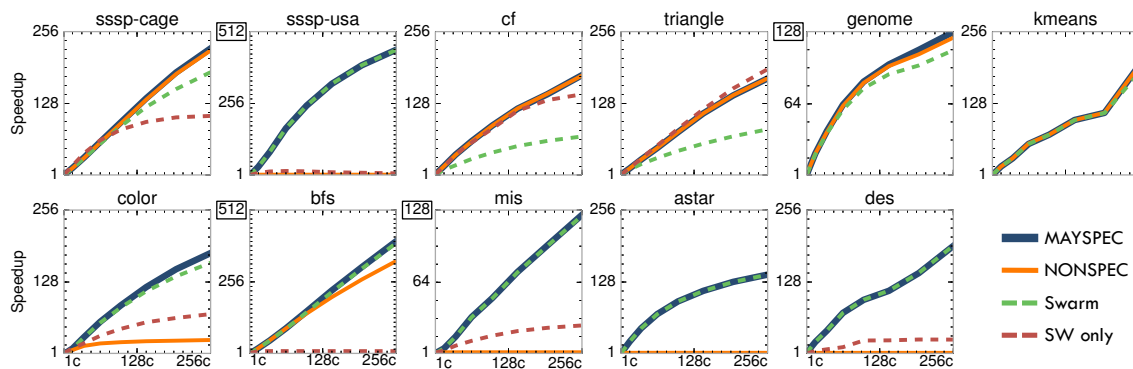 sssp-cage sssp-usa cf triangle genome kmeans
256 512 256 256 128 256
Speedup
128 256 128 128 64 128
1 1 1 1 1 1
color bfs mis astar des
256 512 128 256 256
MAYSPEC
NONSPEC
Speedup
128 256 64 128 128
Swarm
SW only
1 1 1 1 1
1c 128c 256c 1c 128c 256c 1c 128c 256c 1c 128c 256c 1c 128c 256c